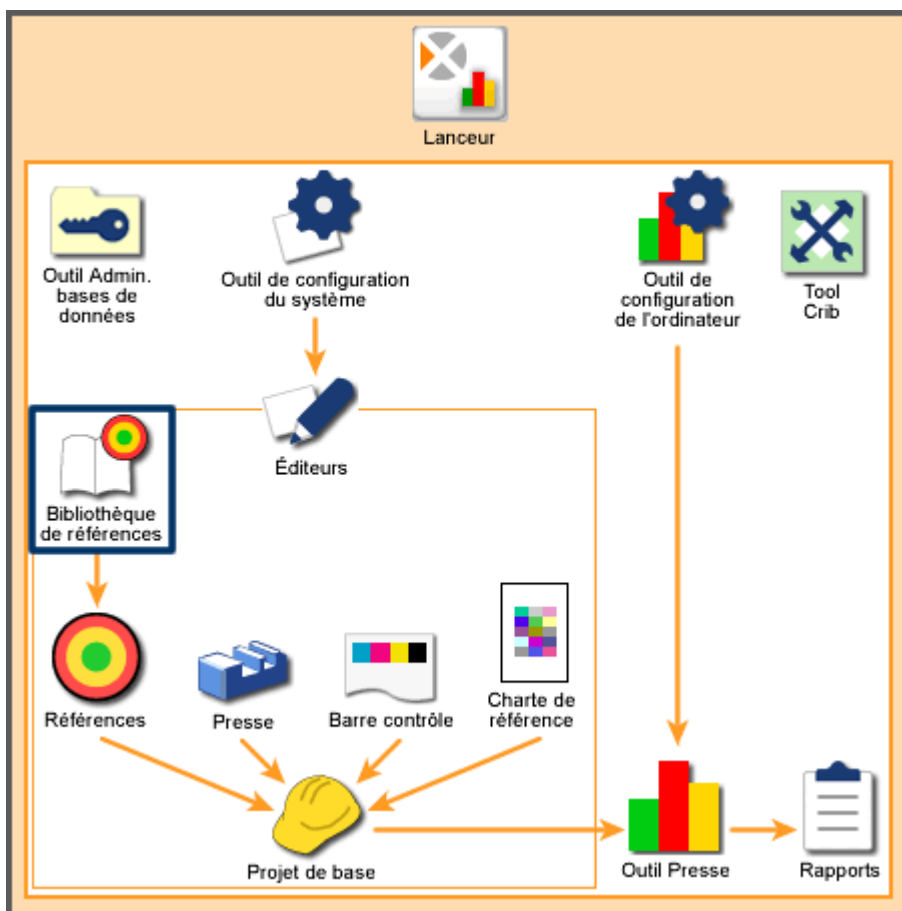 Lanceur
Outil Admin.
bases de
données
Outil de configuration
du système
Outil de
configuration
de l'ordinateur
Tool
Crib
Éditeurs
Bibliothèque
de références
Références
Presse
Barre contrôle
Charte de
référence
Projet de base
Outil Presse
Rapports